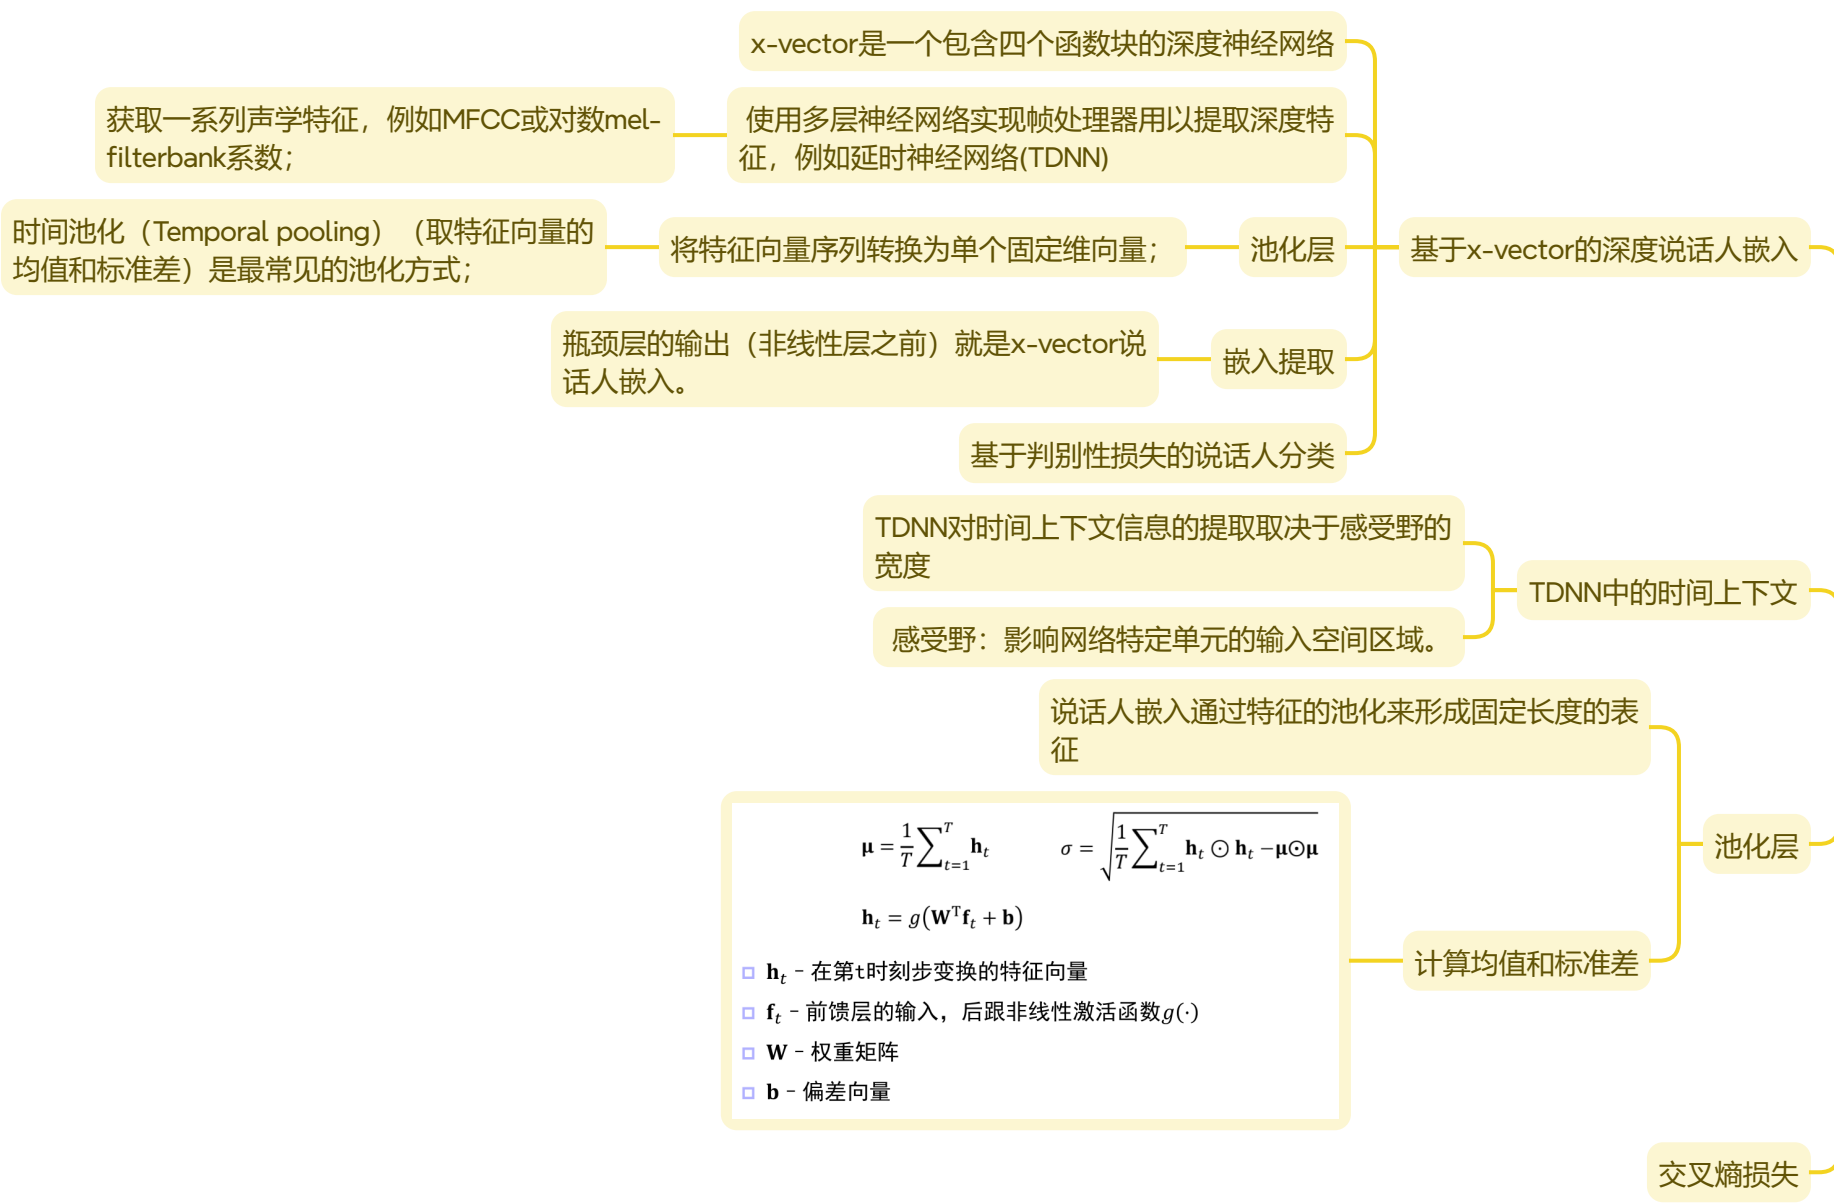 x-vector是一个包含四个函数块的深度神经网络
获取一系列声学特征，例如MFCC或对数mel-
filterbank系数；
使用多层神经网络实现帧处理器用以提取深度特
征，例如延时神经网络(TDNN)
时间池化（Temporal pooling）（取特征向量的
均值和标准差）是最常见的池化方式；
将特征向量序列转换为单个固定维向量；
池化层
基于x-vector的深度说话人嵌入
瓶颈层的输出（非线性层之前）就是x-vector说
话人嵌入。
嵌入提取
基于判别性损失的说话人分类
TDNN对时间上下文信息的提取取决于感受野的
宽度
TDNN中的时间上下文
感受野：影响网络特定单元的输入空间区域。
说话人嵌入通过特征的池化来形成固定长度的表
征
池化层
μ = \frac{1}{T}\sum_{t=1}^{T} h_t
σ = \sqrt{\frac{1}{T}\sum_{t=1}^{T} h_t ⊙ h_t − μ⊙μ}
h_t = g(W^T f_t + b)
h_t – 在第t时刻步变换的特征向量
f_t – 前馈层的输入，后跟非线性激活函数g(·)
W – 权重矩阵
b – 偏差向量
计算均值和标准差
交叉熵损失